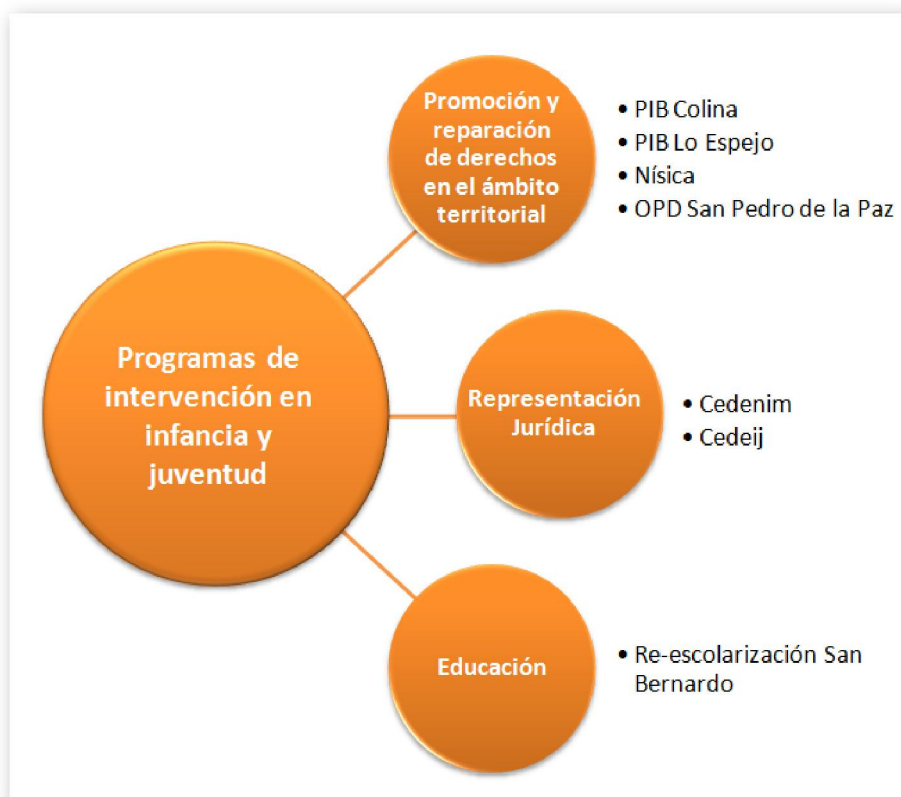 Programas de
intervención en
infancia y
juventud
Promoción y
reparación
de derechos
en el ámbito
territorial
• PIB Colina
• PIB Lo Espejo
• Nísica
• OPD San Pedro de la Paz
Representación
Jurídica
• Cedenim
• Cedeij
Educación
• Re-escolarización San
Bernardo